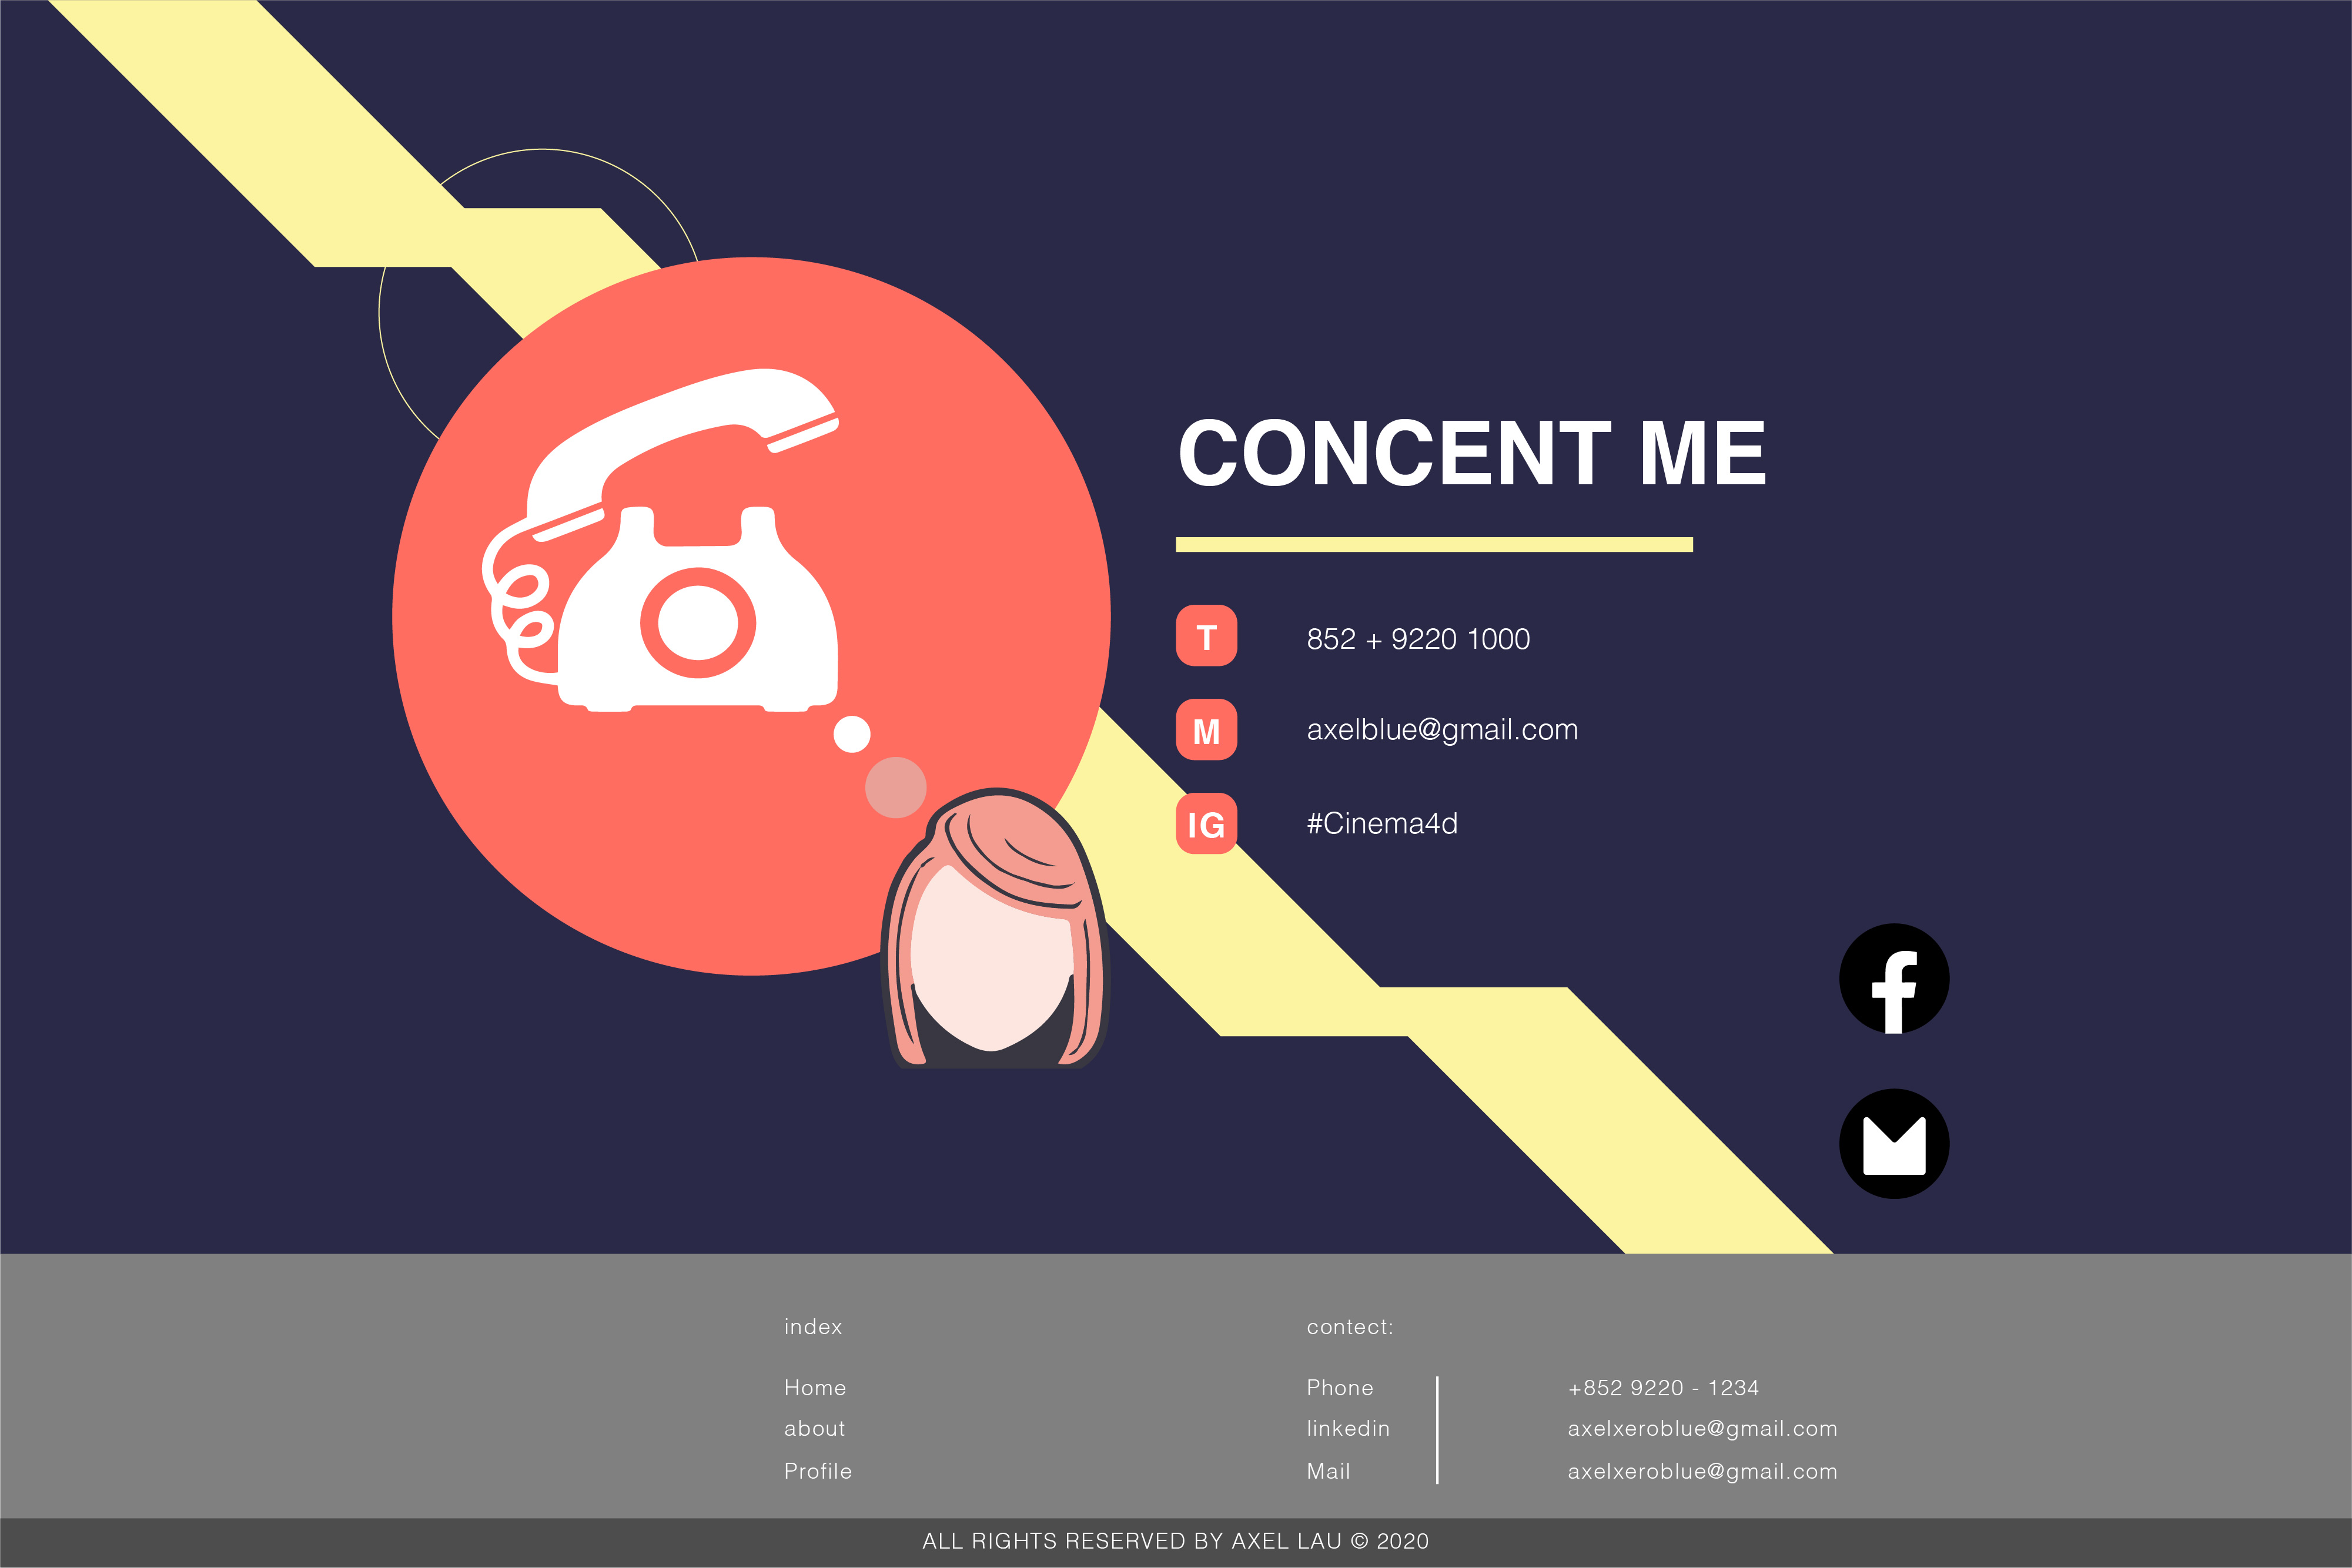 CONCENT ME
T 852 + 9220 1000
M axelblue@gmail.com
IG #Cinema4d
f
index
Home
about
Profile
contect:
Phone +852 9220 - 1234
linkedin axelxeroblue@gmail.com
Mail axelxeroblue@gmail.com
ALL RIGHTS RESERVED BY AXEL LAU © 2020